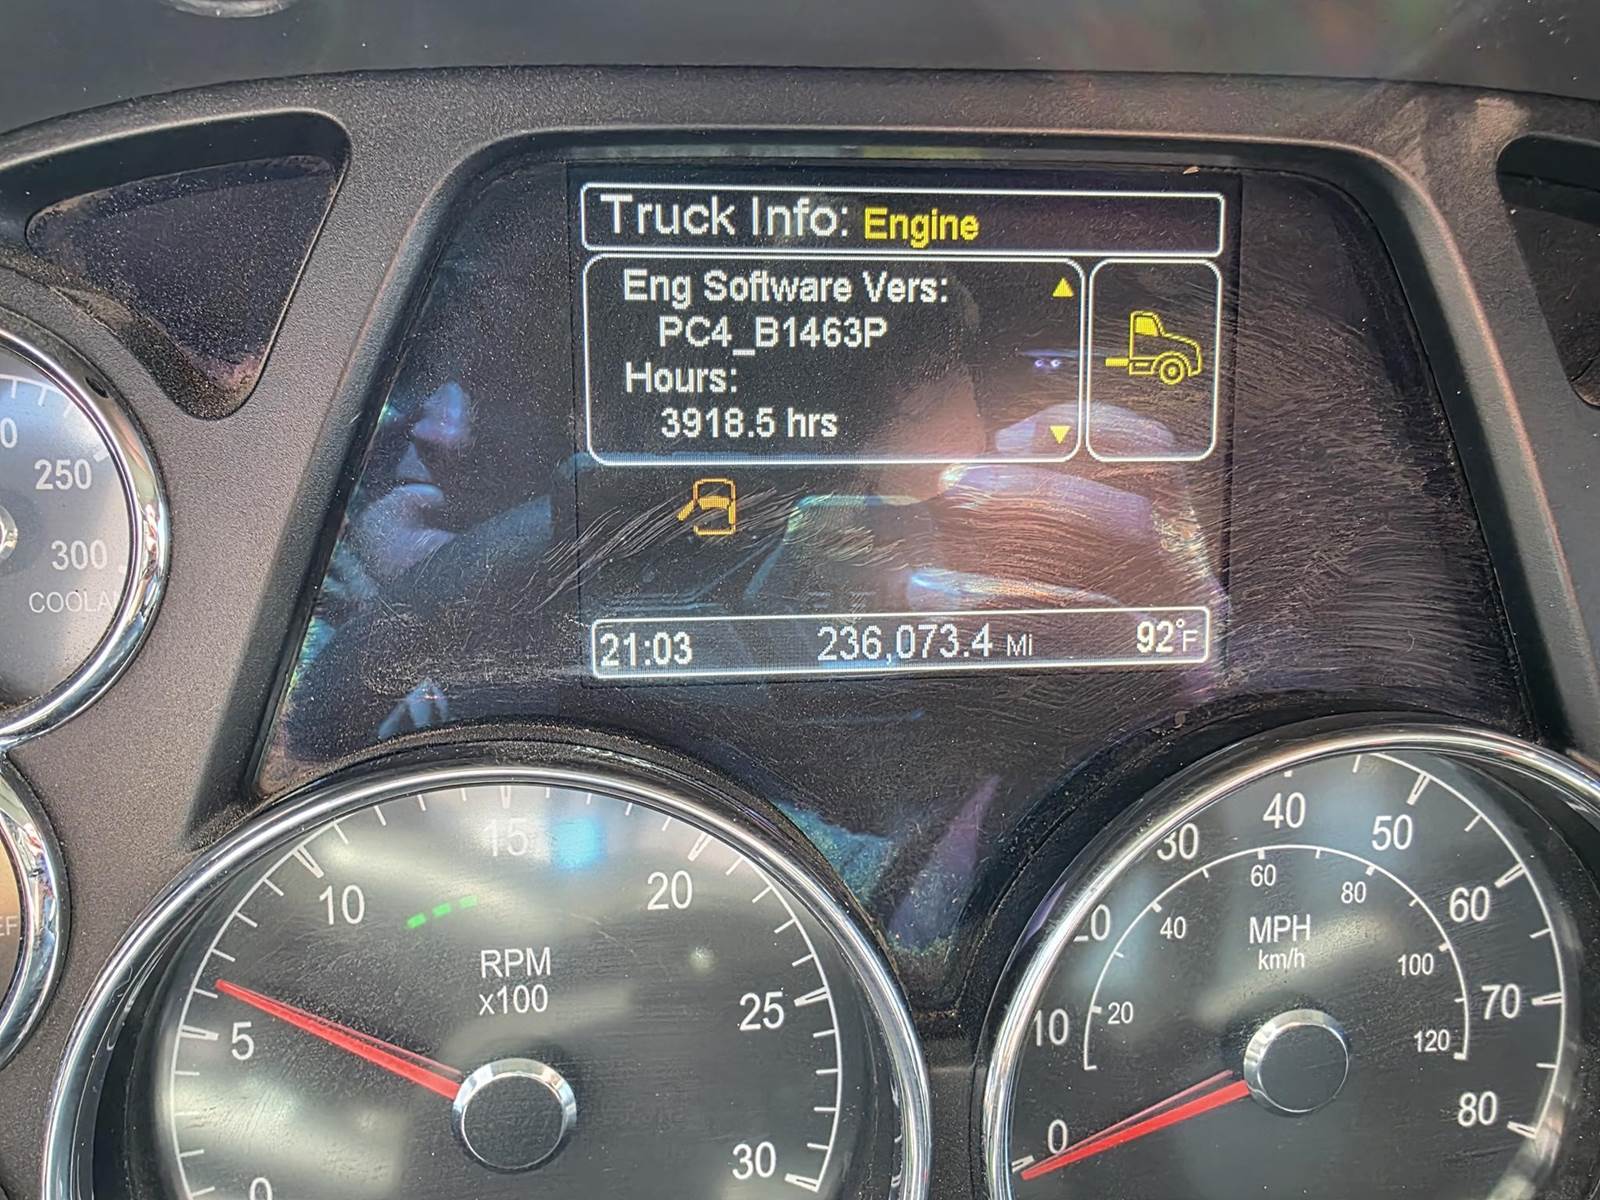 Truck Info: Engine
Eng Software Vers:
PC4_B1463P
Hours:
3918.5 hrs
21:03 236,073.4 Mi 92°F
250
300
0
5
10
15
20
25
30
RPM
x100
0
10
30
40
50
60
70
80
20
40
60
80
100
120
MPH
km/h